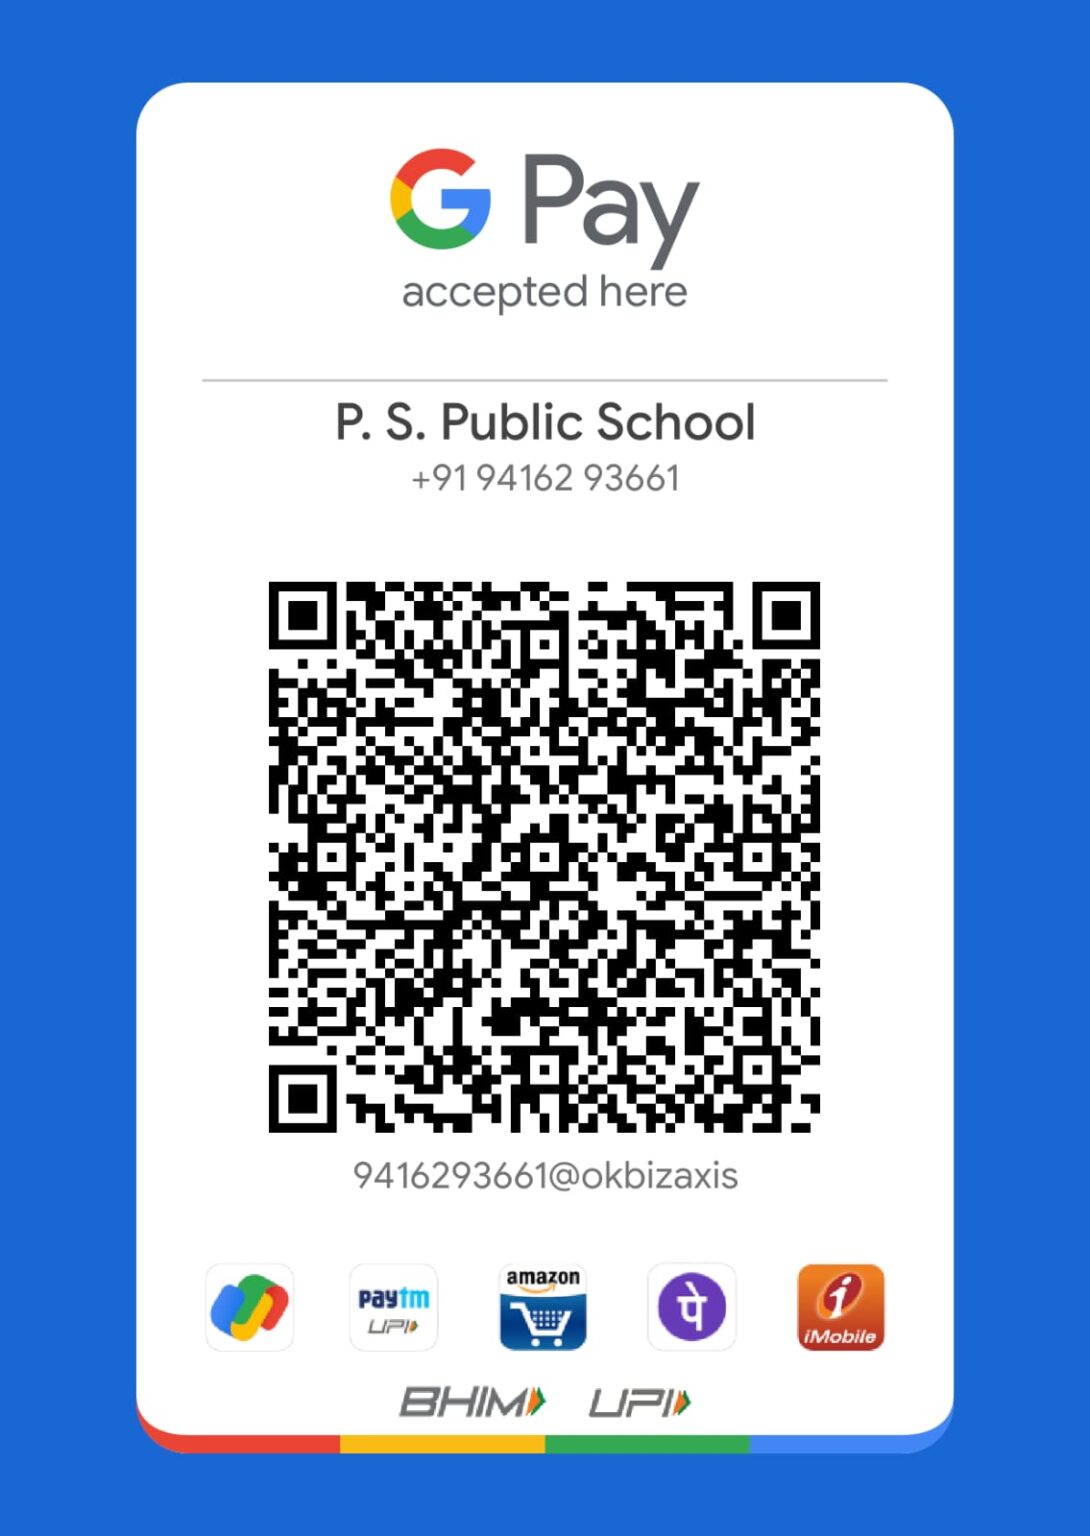 G Pay
accepted here
P. S. Public School
+91 94162 93661
9416293661@okbizaxis
paytm
UPI
amazon
पे
i
iMobile
BHIM UPI